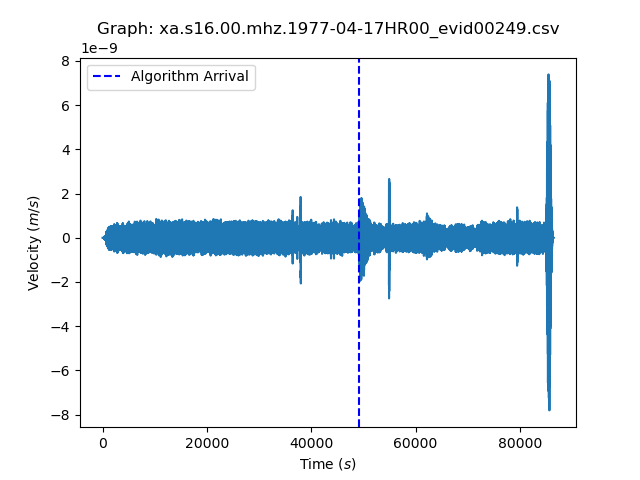 Graph: xa.s16.00.mhz.1977-04-17HR00_evid00249.csv
1e−9
Algorithm Arrival
8
6
4
2
0
−2
−4
−6
−8
Velocity (m/s)
0 20000 40000 60000 80000
Time (s)